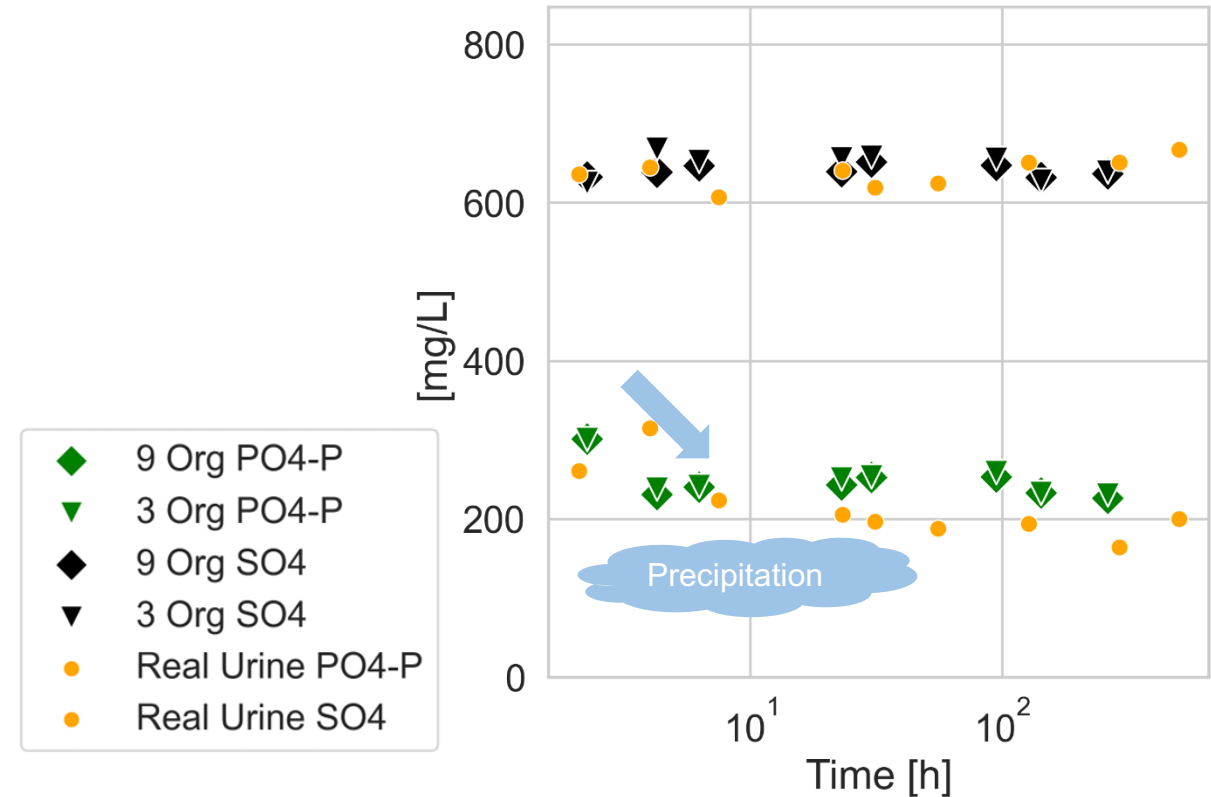 800
600
400
200
0
[mg/L]
10¹
10²
Time [h]
Precipitation
9 Org PO4-P
3 Org PO4-P
9 Org SO4
3 Org SO4
Real Urine PO4-P
Real Urine SO4